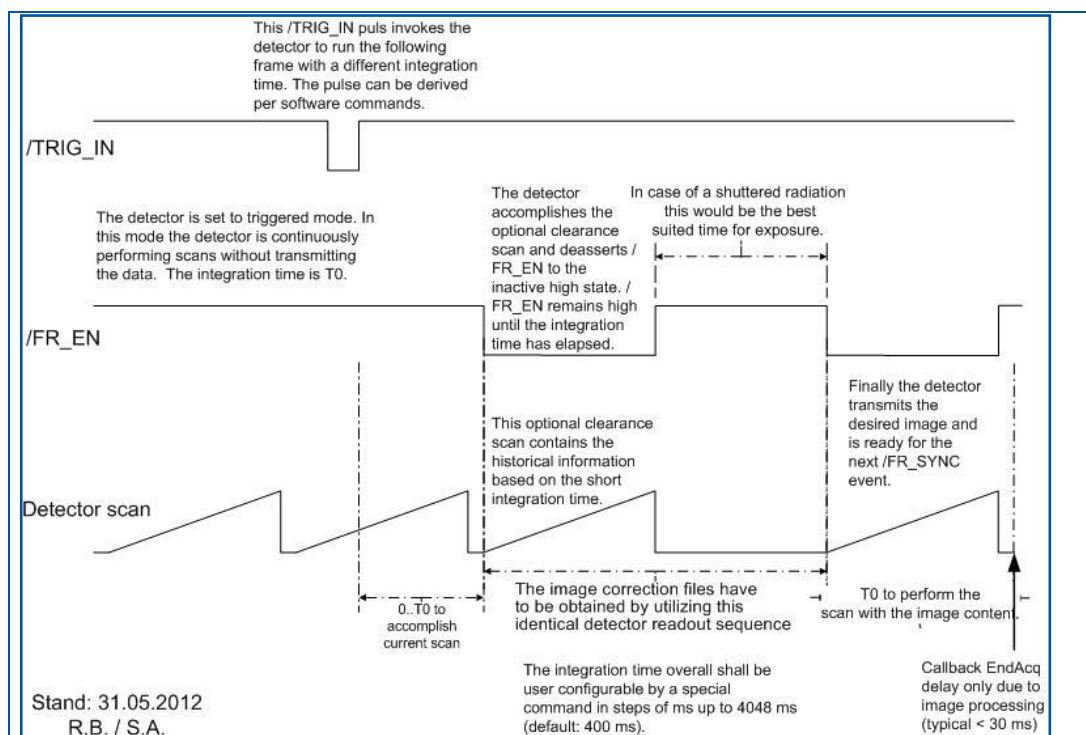 This /TRIG_IN puls invokes the
detector to run the following
frame with a different integration
time. The pulse can be derived
per software commands.
/TRIG_IN
The detector is set to triggered mode. In
this mode the detector is continuously
performing scans without transmitting
the data. The integration time is T0.
The detector
accomplishes the
optional clearance
scan and deasserts /
FR_EN to the
inactive high state. /
FR_EN remains high
until the integration
time has elapsed.
In case of a shuttered radiation
this would be the best
suited time for exposure.
/FR_EN
This optional clearance
scan contains the
historical information
based on the short
integration time.
Finally the detector
transmits the
desired image and
is ready for the
next /FR_SYNC
event.
Detector scan
0..T0 to
accomplish
current scan
The image correction files have
to be obtained by utilizing this
identical detector readout sequence
T0 to perform the
scan with the image content.
The integration time overall shall be
user configurable by a special
command in steps of ms up to 4048 ms
(default: 400 ms).
Callback EndAcq
delay only due to
image processing
(typical < 30 ms)
Stand: 31.05.2012
R.B. / S.A.